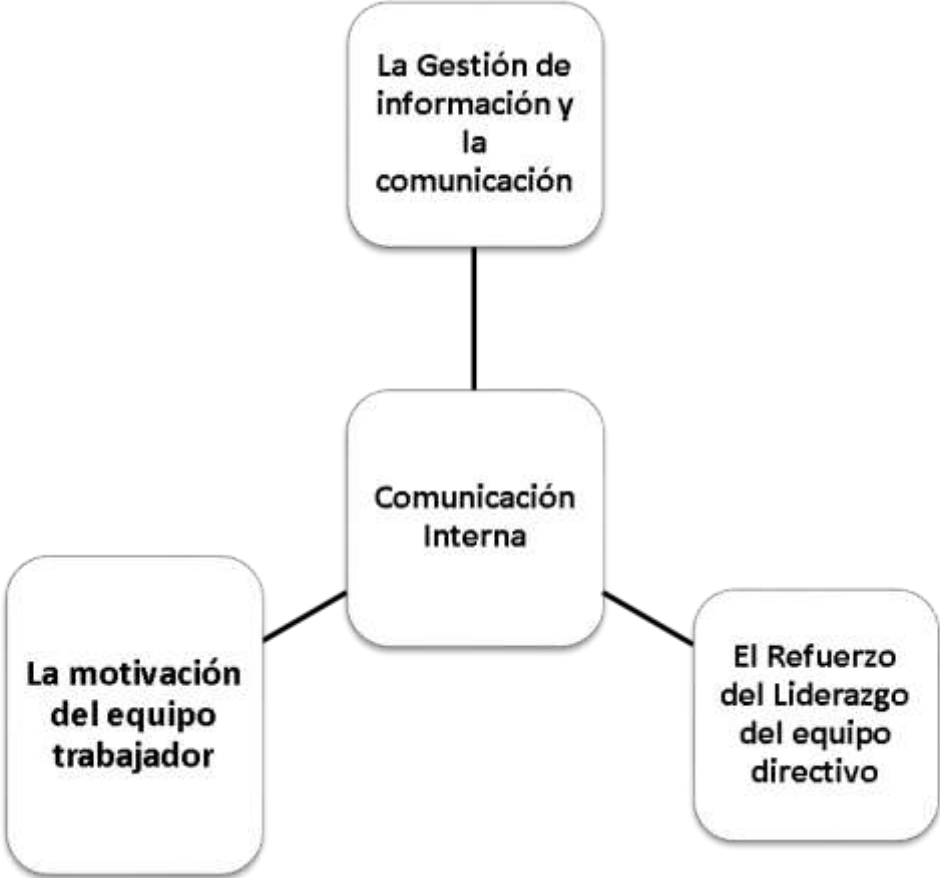 La Gestión de
información y
la
comunicación
Comunicación
Interna
La motivación
del equipo
trabajador
El Refuerzo
del Liderazgo
del equipo
directivo